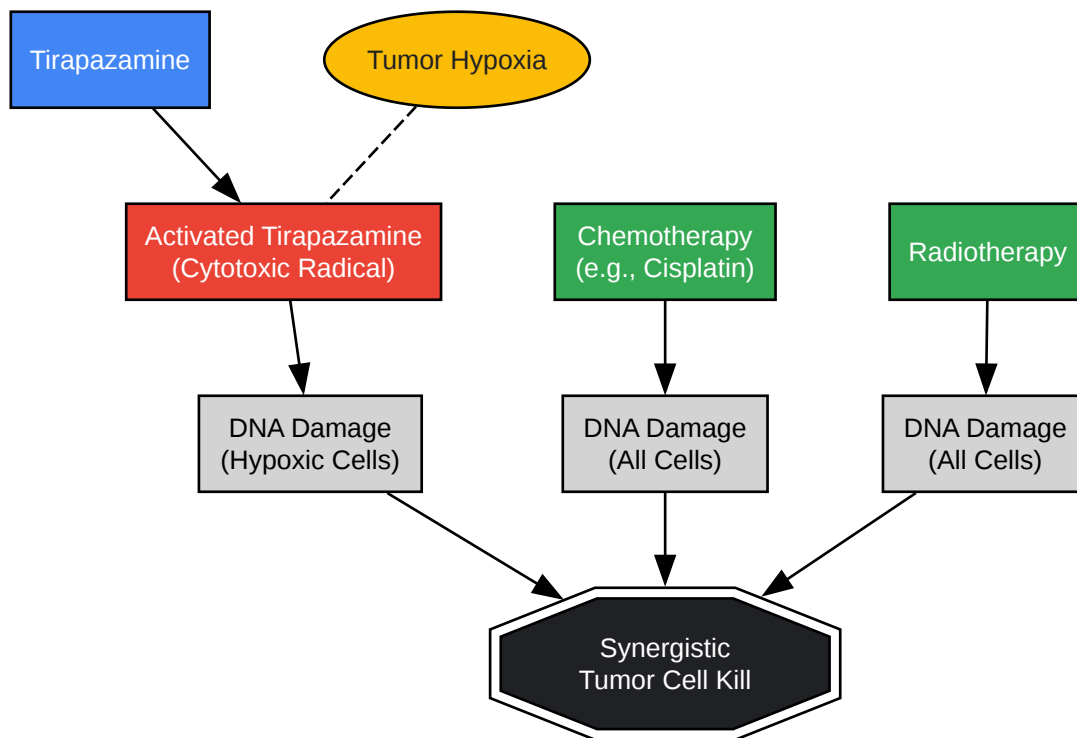 Tirapazamine
Tumor Hypoxia
Activated Tirapazamine
(Cytotoxic Radical)
Chemotherapy
(e.g., Cisplatin)
Radiotherapy
DNA Damage
(Hypoxic Cells)
DNA Damage
(All Cells)
DNA Damage
(All Cells)
Synergistic
Tumor Cell Kill